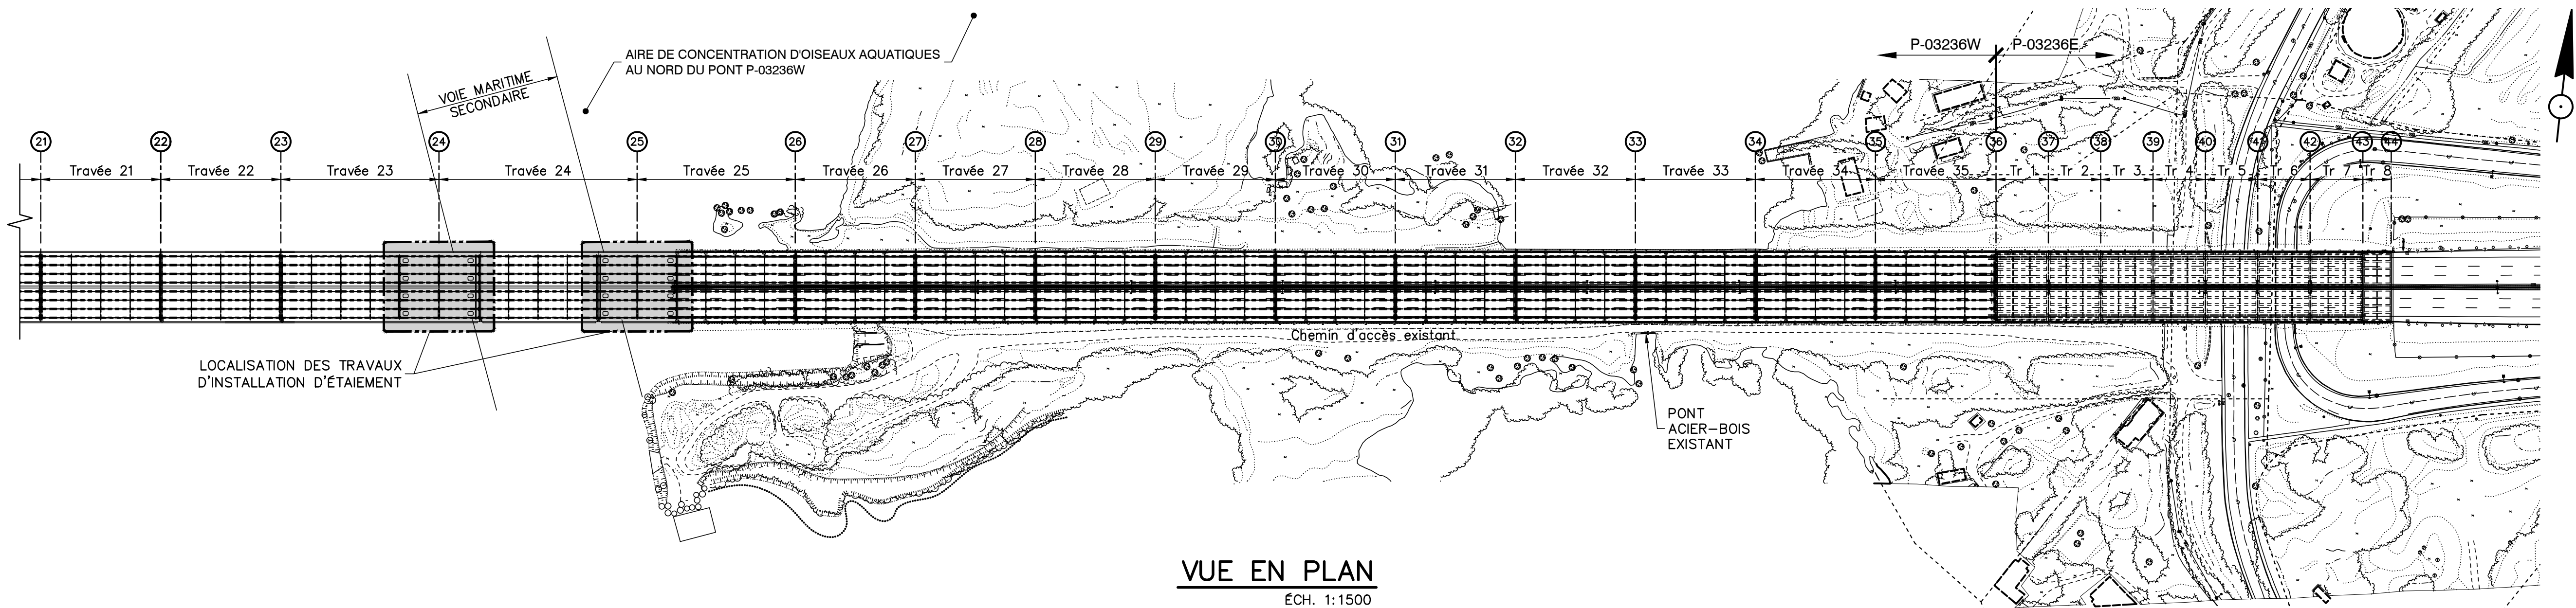 AIRE DE CONCENTRATION D'OISEAUX AQUATIQUES
AU NORD DU PONT P-03236W
P-03236W
P-03236E
VOIE MARITIME
SECONDAIRE
21
22
23
24
25
26
27
28
29
30
31
32
33
34
35
36
37
38
39
40
41
42
43
44
Travée 21
Travée 22
Travée 23
Travée 24
Travée 25
Travée 26
Travée 27
Travée 28
Travée 29
Travée 30
Travée 31
Travée 32
Travée 33
Travée 34
Travée 35
Tr 1
Tr 2
Tr 3
Tr 4
Tr 5
Tr 6
Tr 7
Tr 8
Chemin d'accès existant
LOCALISATION DES TRAVAUX
D'INSTALLATION D'ÉTAIEMENT
PONT
ACIER-BOIS
EXISTANT
VUE EN PLAN
ÉCH. 1:1500